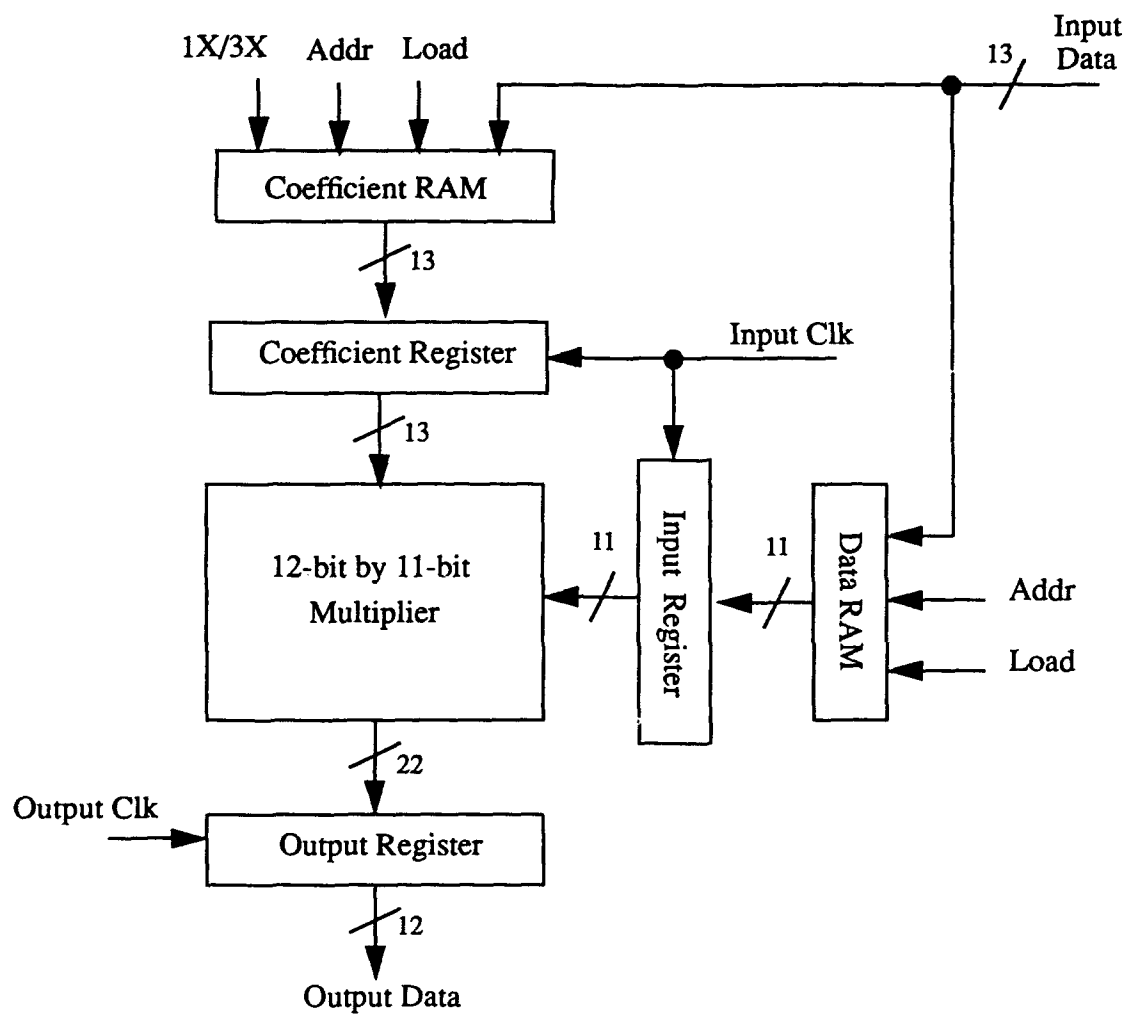 Input
Data
13
1X/3X
Addr
Load
Coefficient RAM
13
Coefficient Register
Input Clk
13
12-bit by 11-bit
Multiplier
11
Input Register
11
Data RAM
Addr
Load
22
Output Clk
Output Register
12
Output Data